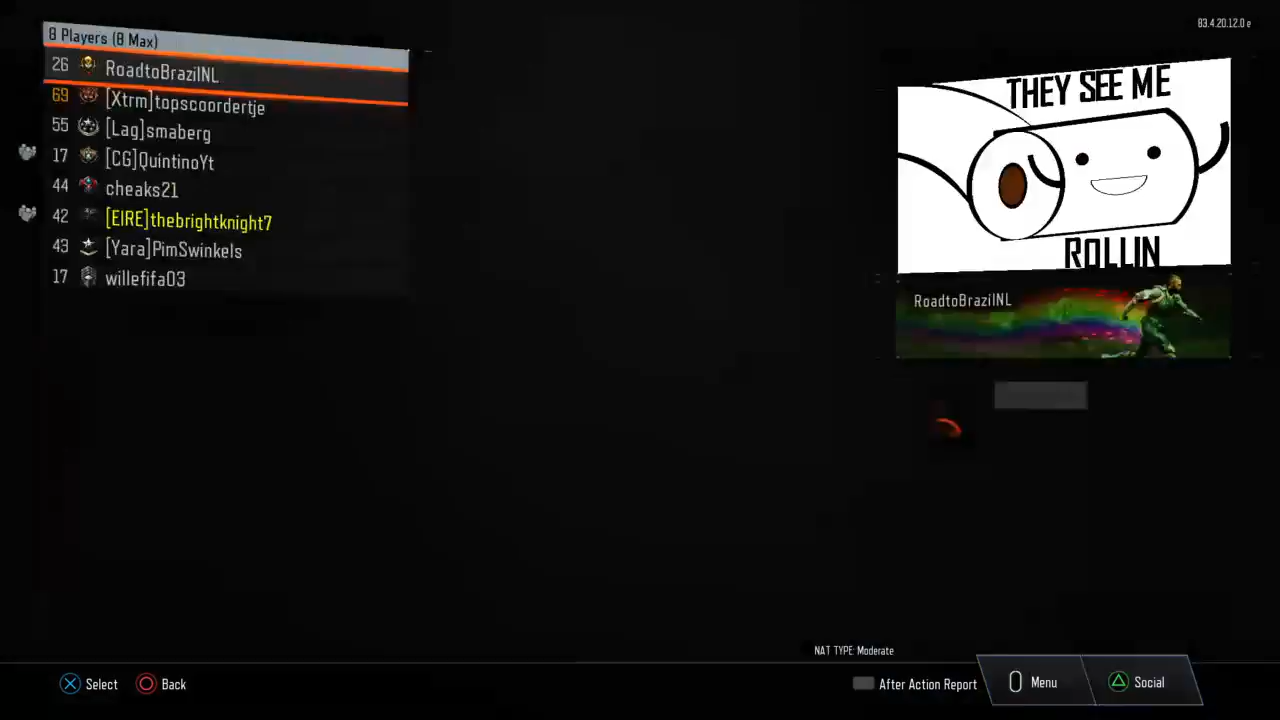 8 Players (8 Max)
83.4.20.12.0 e
26 RoadtoBrazilNL
69 [Xtrm]topscoordertje
55 [Lag]smaberg
17 [CG]QuintinoYt
44 cheaks21
42 [EIRE]thebrightknight7
43 [Yara]PimSwinkels
17 willefifa03
THEY SEE ME
ROLLIN
RoadtoBrazilNL
NAT TYPE: Moderate
Select Back After Action Report Menu Social